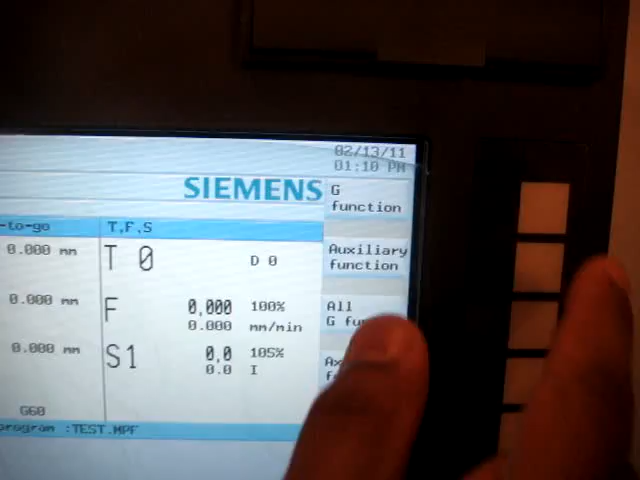 02/13/11
01:10 PM
SIEMENS
G
function
-to-go
T,F,S
0.000 mm
T 0
D 0
Auxiliary
function
0.000 mm
F
0,000
100%
0.000
mm/min
All
G
0.000 mm
S1
0,0
105%
0.0
I
G60
program :TEST.MPF